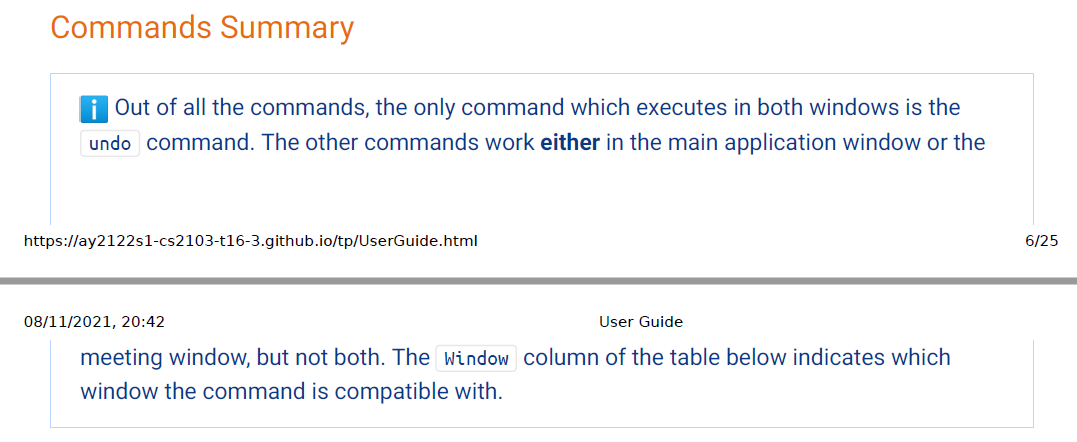 Commands Summary
Out of all the commands, the only command which executes in both windows is the
undo command. The other commands work either in the main application window or the
https://ay2122s1-cs2103-t16-3.github.io/tp/UserGuide.html 6/25
08/11/2021, 20:42 User Guide
meeting window, but not both. The Window column of the table below indicates which
window the command is compatible with.